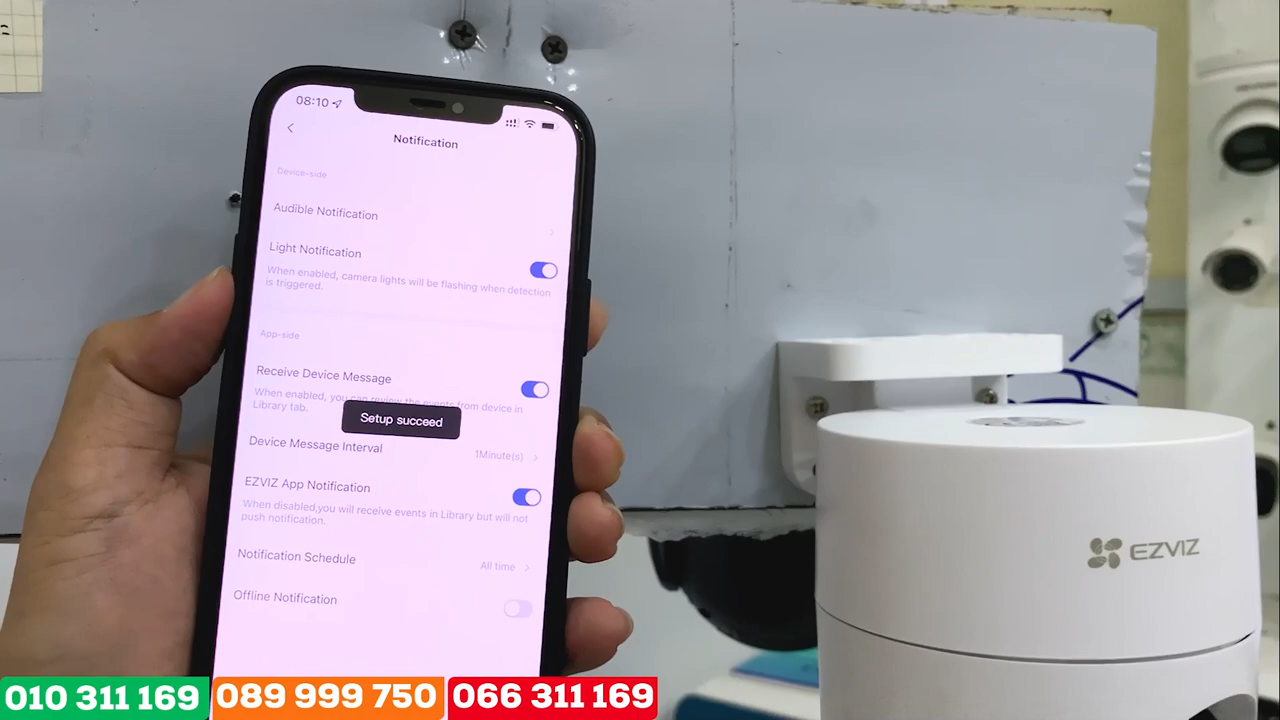 08:10
Notification
Device-side
Audible Notification
Light Notification
When enabled, camera lights will be flashing when detection
is triggered.
App-side
Receive Device Message
When enabled, you can review the events from device in
Library tab.
Setup succeed
Device Message Interval
1Minute(s)
EZVIZ App Notification
When disabled,you will receive events in Library but will not
push notification.
Notification Schedule
All time
Offline Notification
EZVIZ
010 311 169
089 999 750
066 311 169